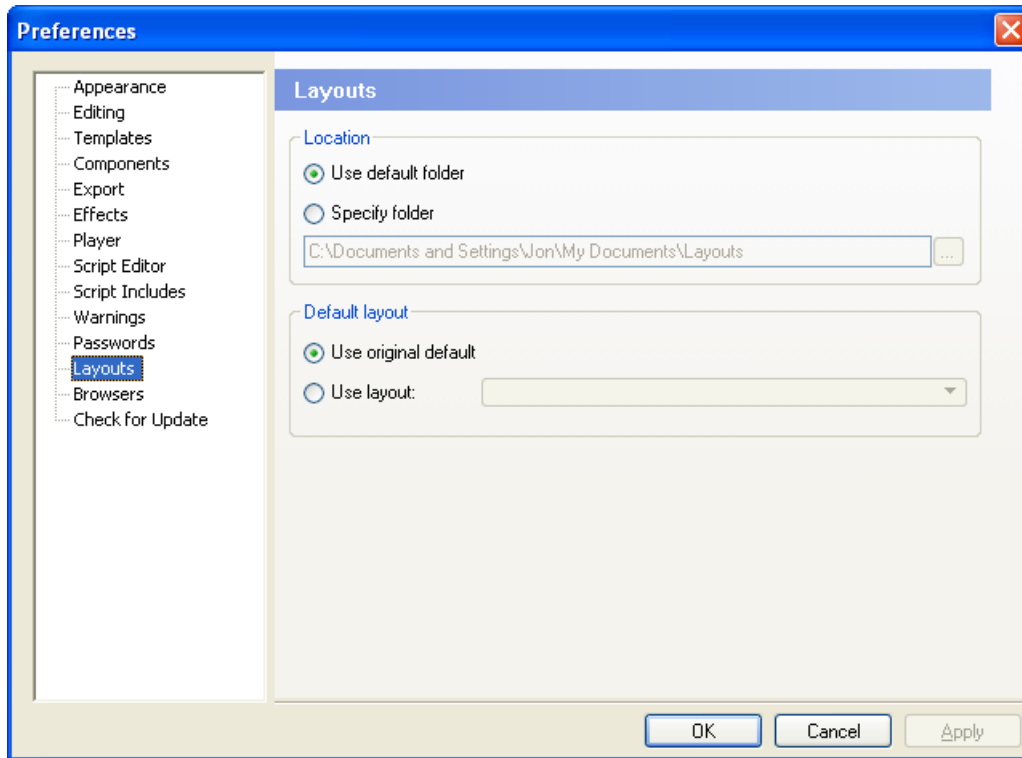 Preferences
Appearance
Editing
Templates
Components
Export
Effects
Player
Script Editor
Script Includes
Warnings
Passwords
Layouts
Browsers
Check for Update
Layouts
Location
Use default folder
Specify folder
C:\Documents and Settings\Jon\My Documents\Layouts
...
Default layout
Use original default
Use layout:
OK Cancel Apply